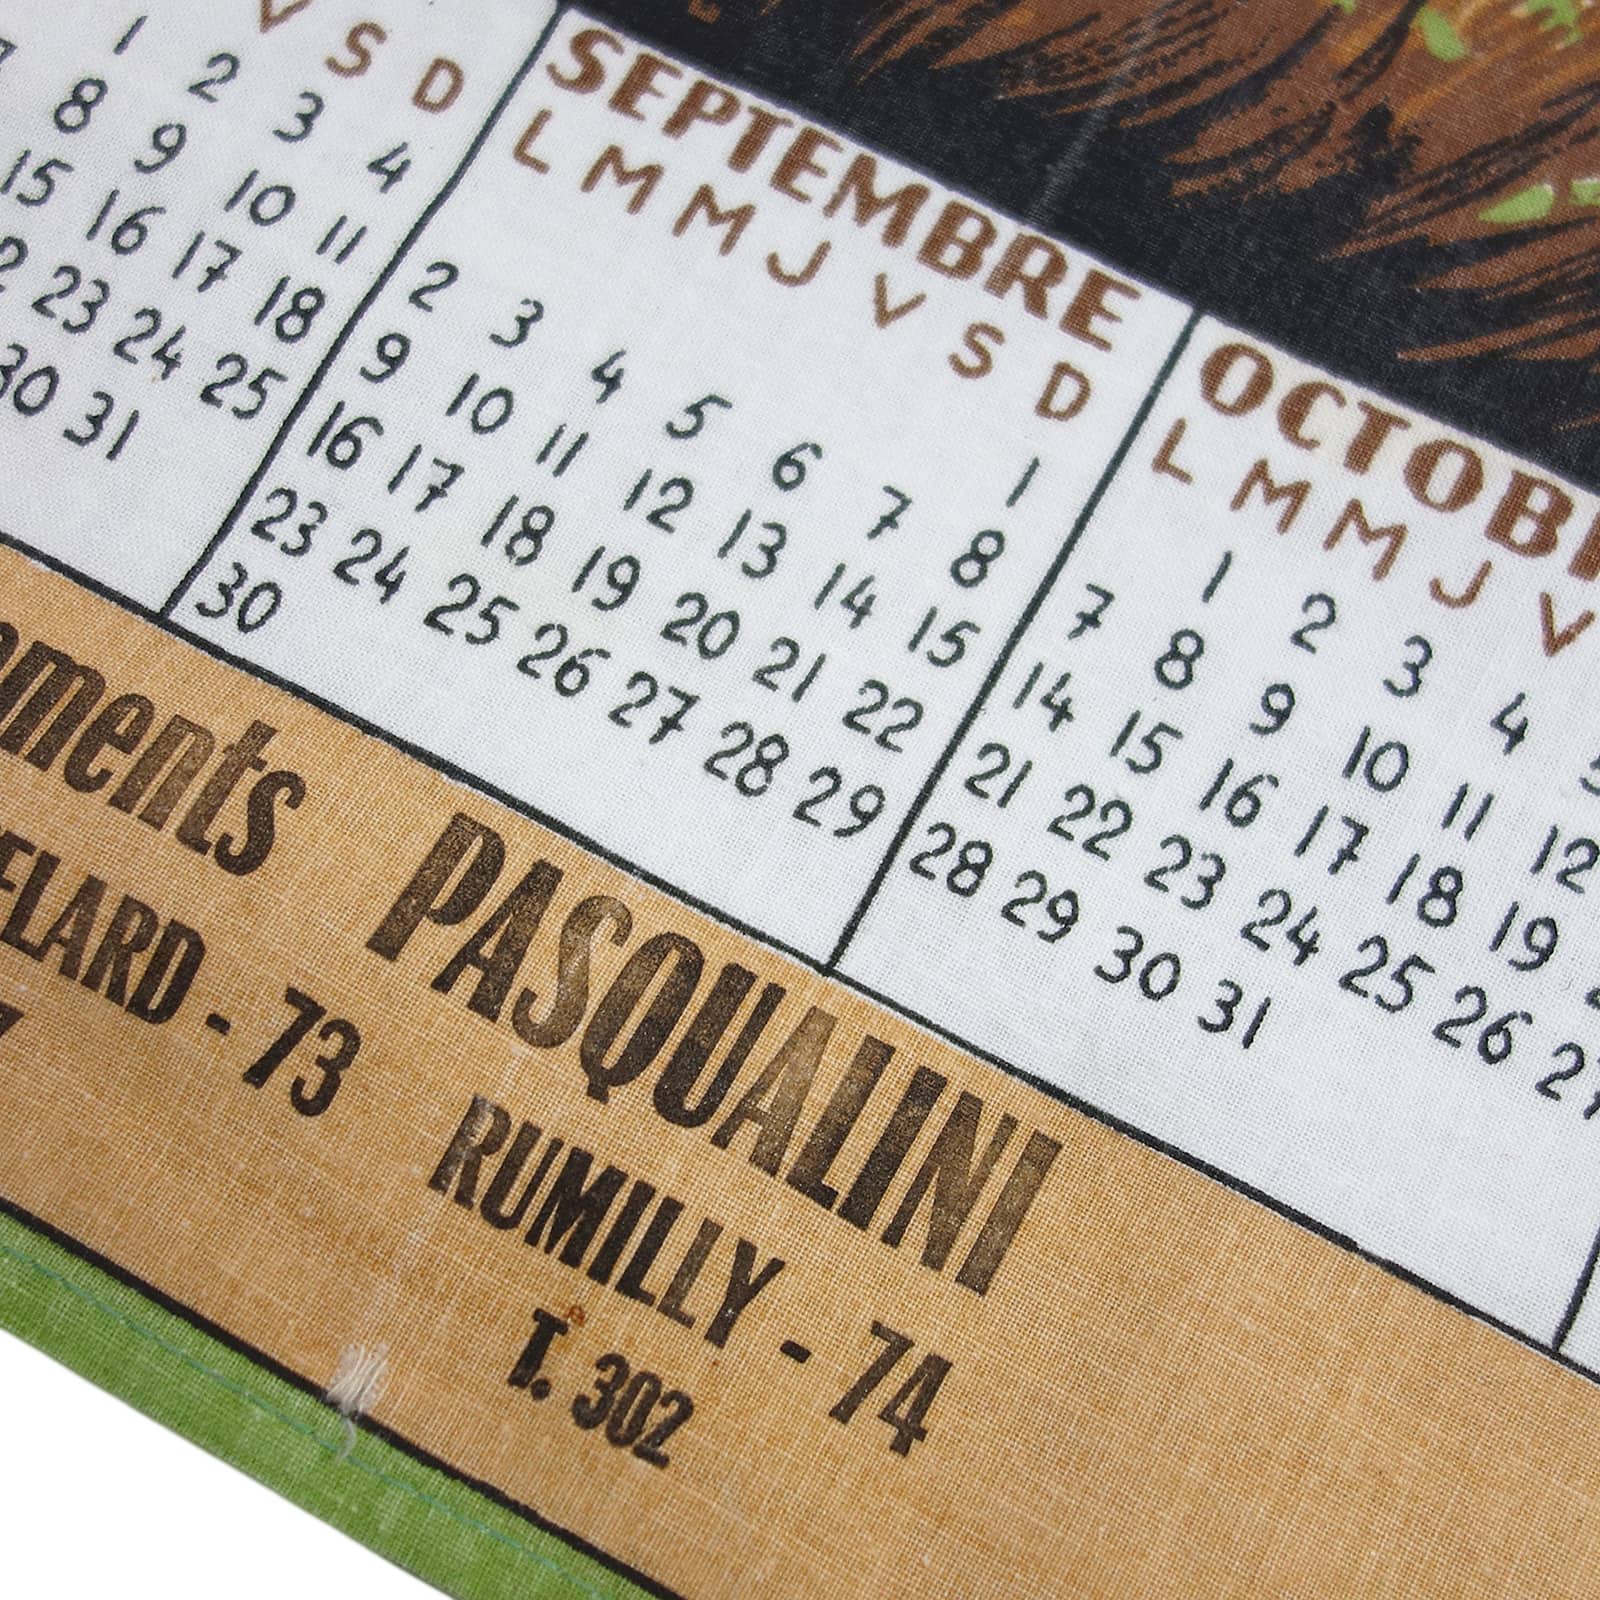 V S D
1 2 3 4
8 9 10 11
15 16 17 18
23 24 25
30 31
SEPTEMBRE
L M M J V S D
1
2 3 4 5 6 7 8
9 10 11 12 13 14 15
16 17 18 19 20 21 22
23 24 25 26 27 28 29
30
L M M J V
1 2 3 4
7 8 9 10 11 12
14 15 16 17 18 19
21 22 23 24 25 26
28 29 30 31
PASQUALINI
- 73 RUMILLY - 74
T. 302